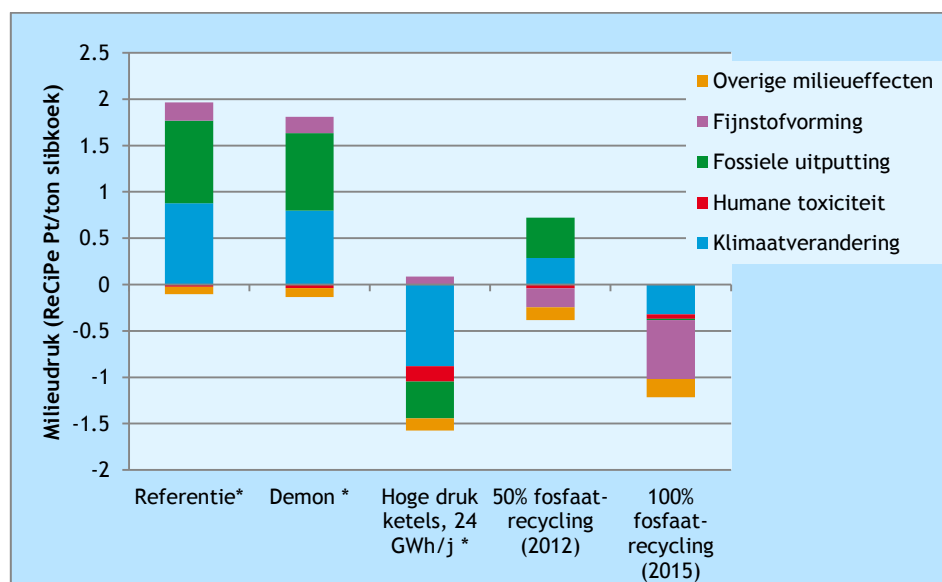 Milieudruk (ReCiPe Pt/ton slibkoek)
2.5
2
1.5
1
0.5
0
-0.5
-1
-1.5
-2
Overige milieueffecten
Fijnstofvorming
Fossiele uitputting
Humane toxiciteit
Klimaatverandering
Referentie*
Demon *
Hoge druk
ketels, 24
GWh/j *
50% fosfaat-
recycling
(2012)
100%
fosfaat-
recycling
(2015)